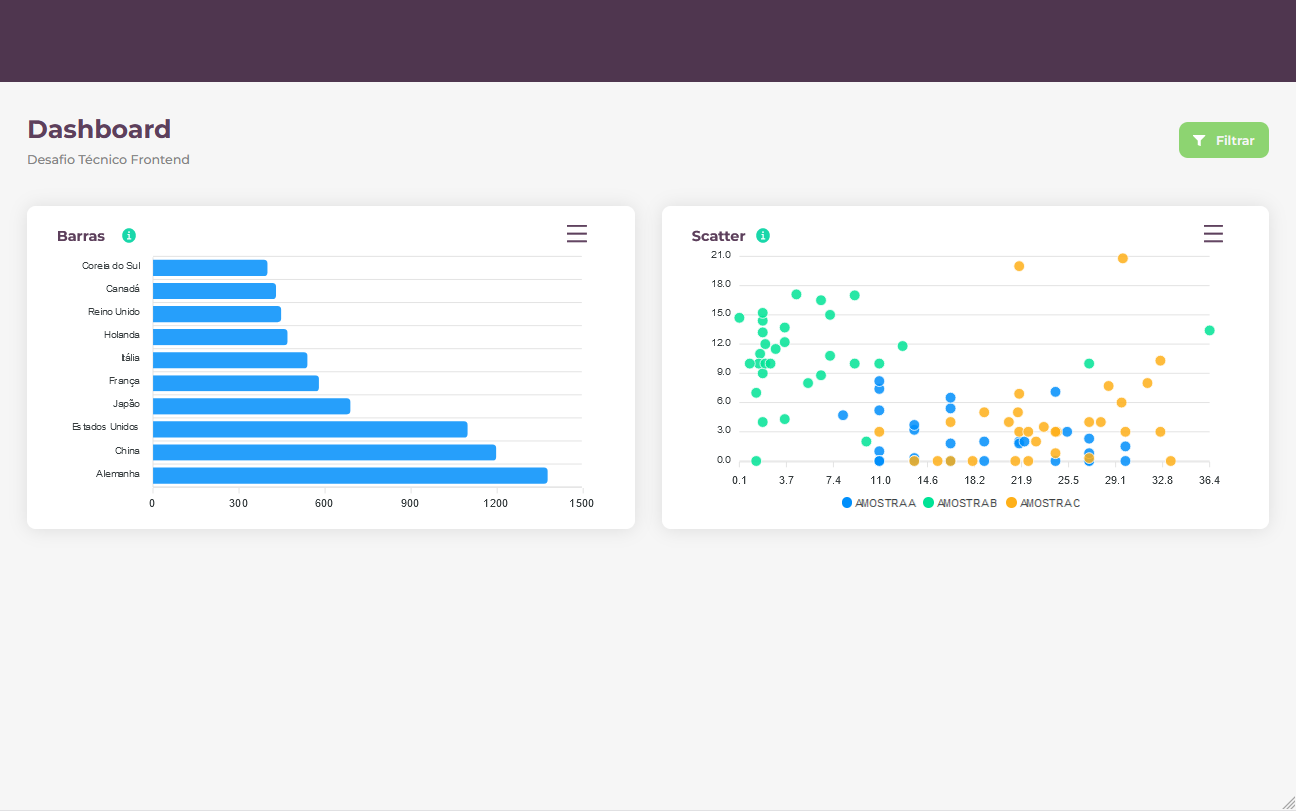 Dashboard
Desafio Técnico Frontend
Filtrar
Barras
Coreia do Sul
Canadá
Reino Unido
Holanda
Itália
França
Japão
Estados Unidos
China
Alemanha
0 300 600 900 1200 1500
Scatter
21.0
18.0
15.0
12.0
9.0
6.0
3.0
0.0
0.1 3.7 7.4 11.0 14.6 18.2 21.9 25.5 29.1 32.8 36.4
AMOSTRA A AMOSTRA B AMOSTRA C